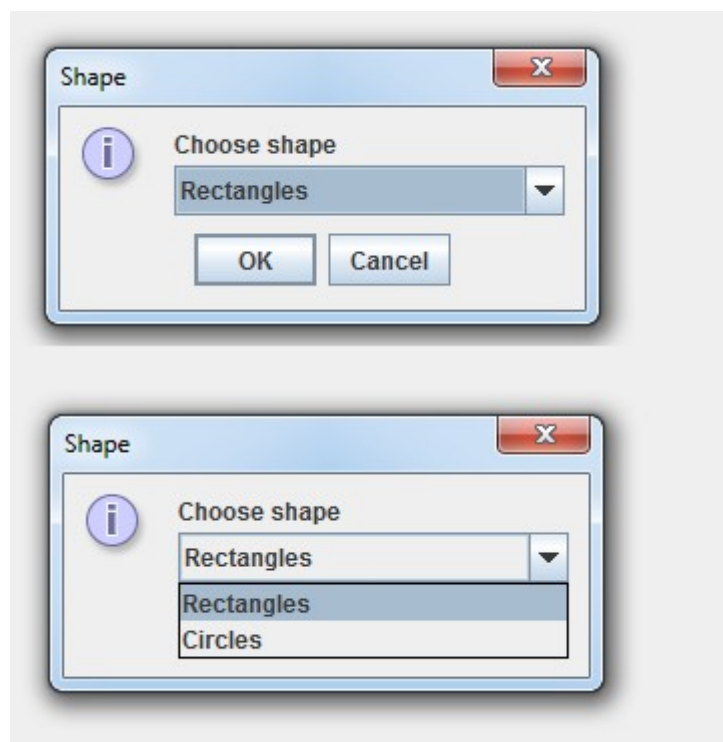 Shape
Choose shape
Rectangles
OK Cancel
Shape
Choose shape
Rectangles
Rectangles
Circles